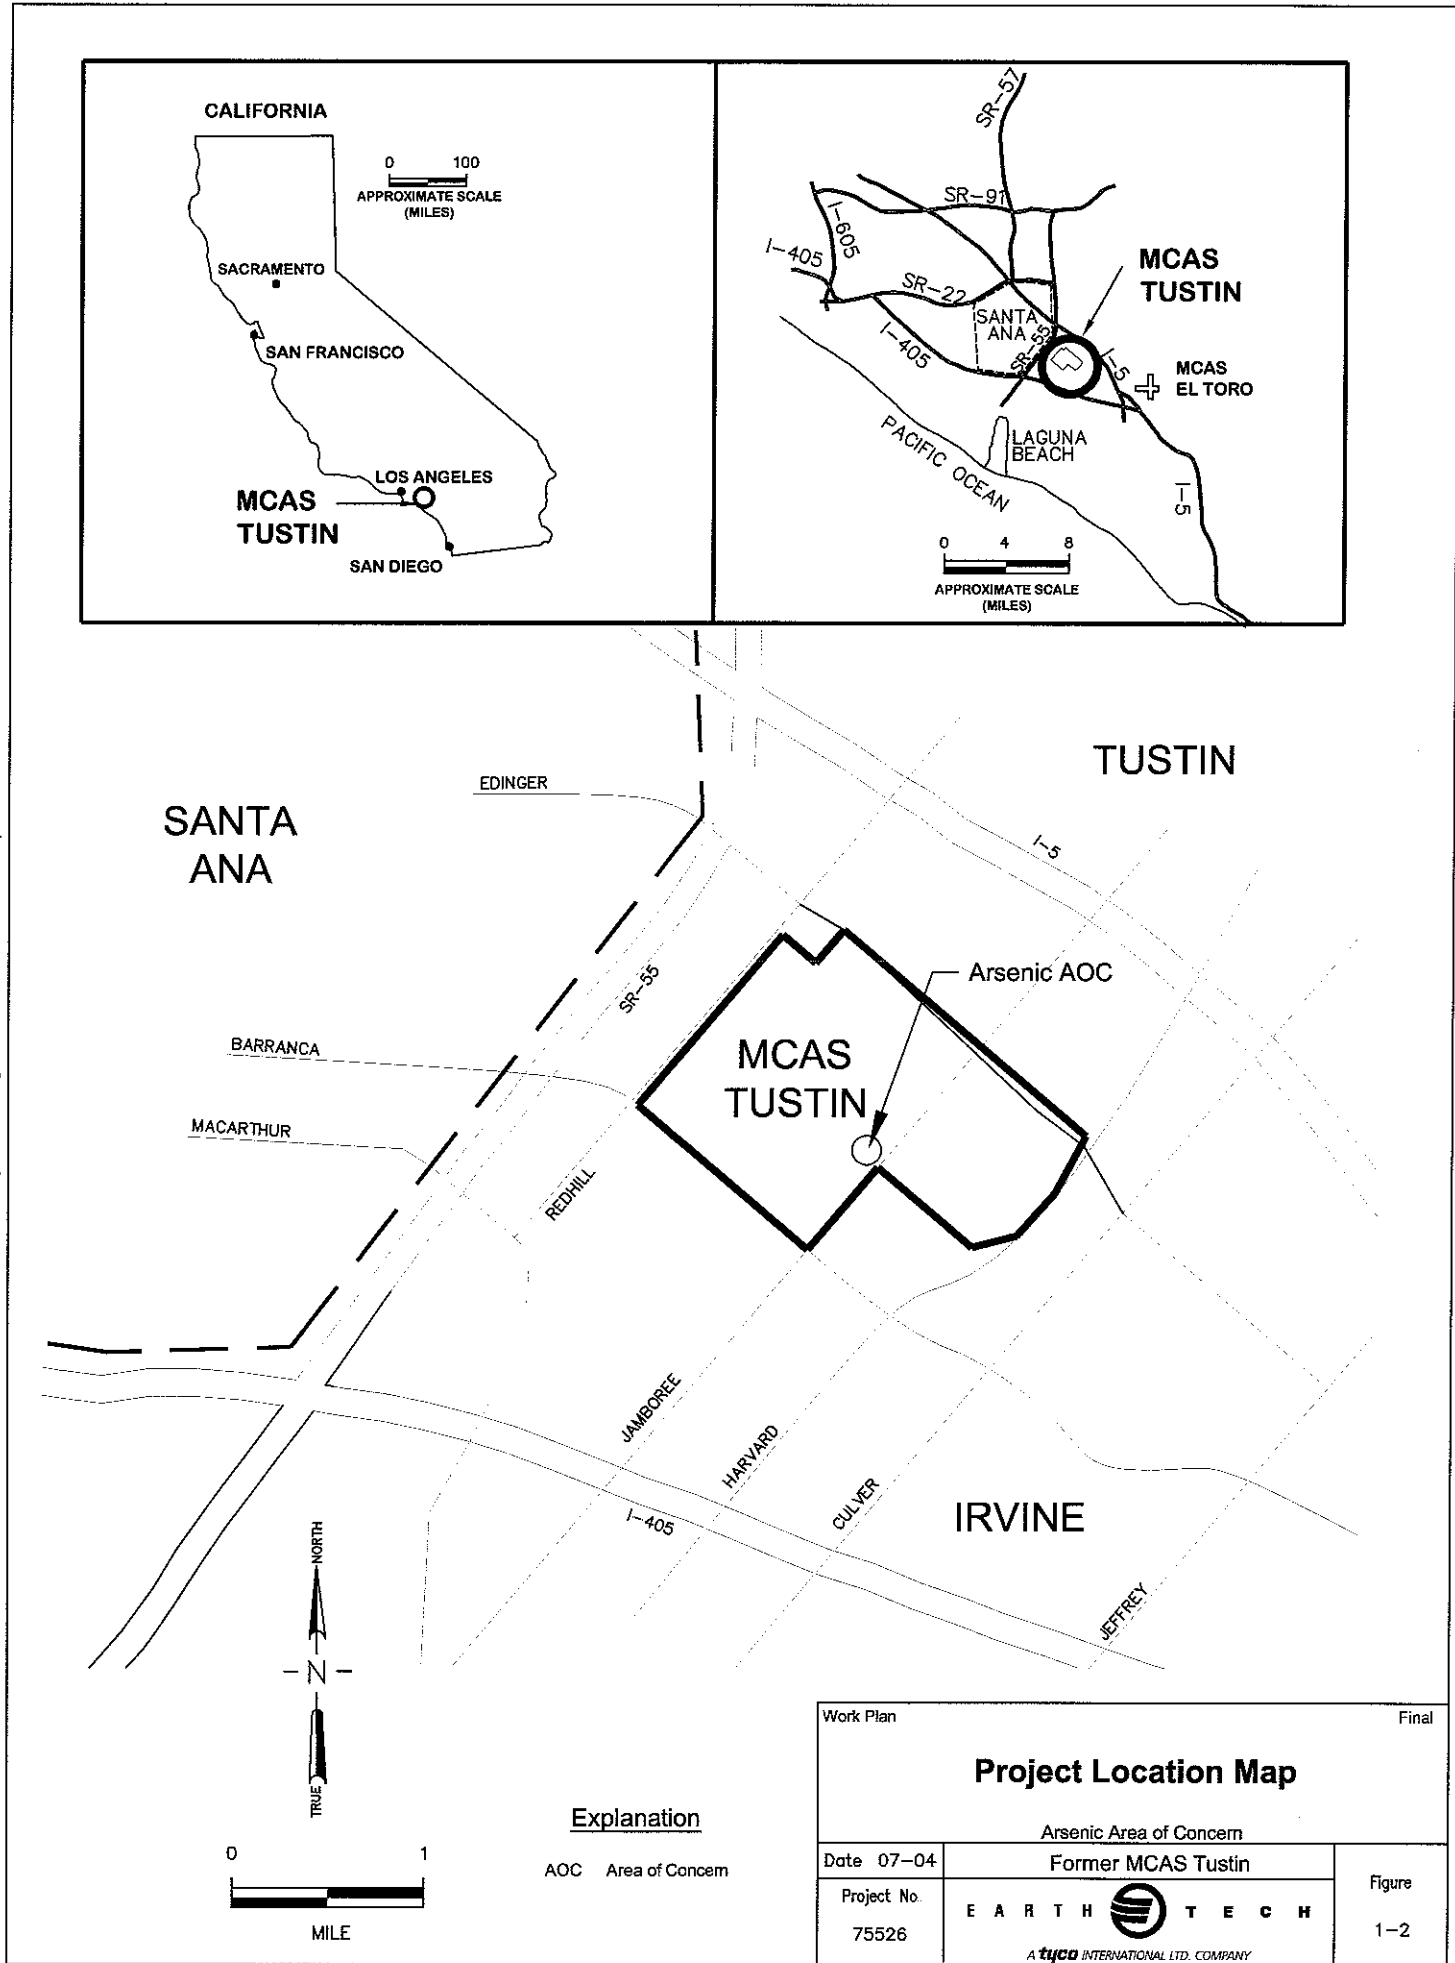 CALIFORNIA
0 100
APPROXIMATE SCALE
(MILES)
SACRAMENTO
SAN FRANCISCO
LOS ANGELES
MCAS
TUSTIN
SAN DIEGO
SR-57
SR-91
I-605
I-405
SR-22
MCAS
TUSTIN
SANTA
ANA
SR-55
I-405
I-5
MCAS
EL TORO
LAGUNA
BEACH
PACIFIC OCEAN
I-5
0 4 8
APPROXIMATE SCALE
(MILES)
TUSTIN
EDINGER
SANTA
ANA
I-5
SR-55
Arsenic AOC
BARRANCA
MCAS
TUSTIN
MACARTHUR
REDHILL
JAMBOREE
HARVARD
CULVER
IRVINE
I-405
JEFFREY
NORTH
N
TRUE
0 1
MILE
Explanation
AOC Area of Concern
Work Plan Final
Project Location Map
Arsenic Area of Concern
Date 07-04
Former MCAS Tustin
Project No.
75526
EARTH TECH
A tyco INTERNATIONAL LTD. COMPANY
Figure
1-2